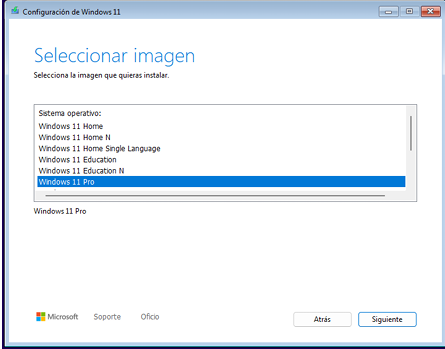 Configuración de Windows 11
Seleccionar imagen
Selecciona la imagen que quieras instalar.
Sistema operativo:
Windows 11 Home
Windows 11 Home N
Windows 11 Home Single Language
Windows 11 Education
Windows 11 Education N
Windows 11 Pro
Windows 11 Pro
Microsoft Soporte Oficio Atrás Siguiente